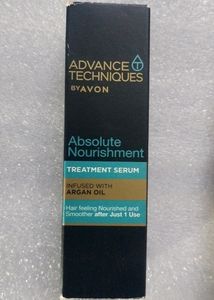 ADVANCE
TECHNIQUES
BY AVON
Absolute
Nourishment
TREATMENT SERUM
INFUSED WITH
ARGAN OIL
Hair feeling Nourished and
Smoother after Just 1 Use